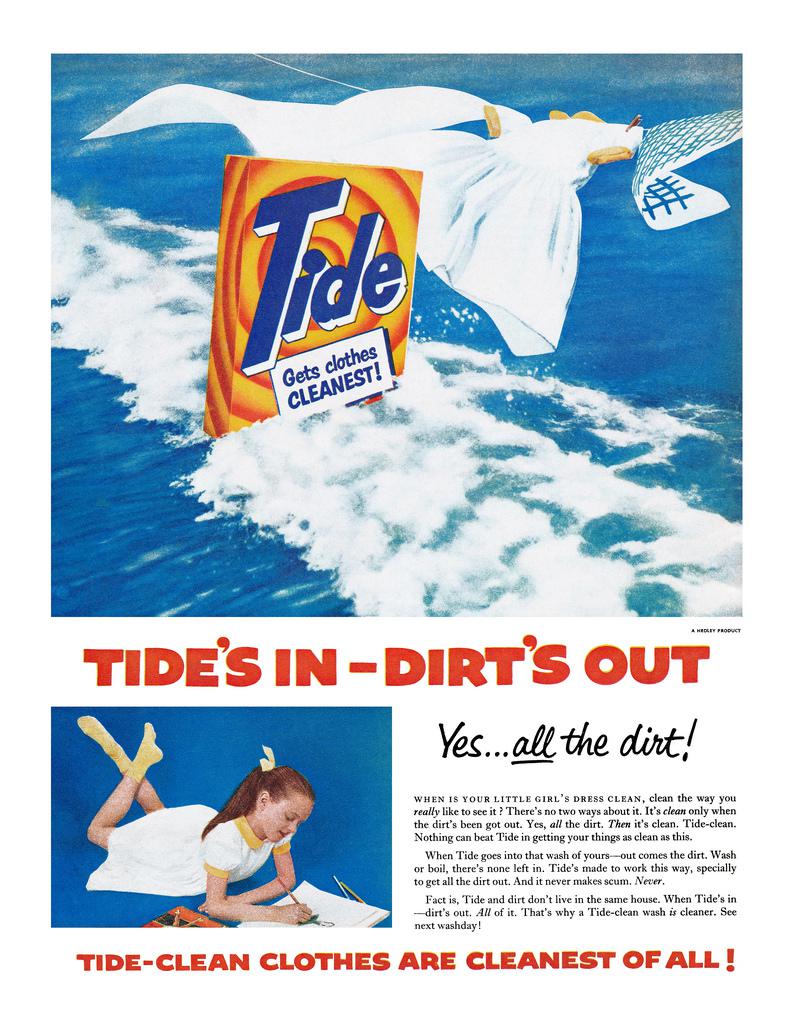 Tide
Gets clothes
CLEANEST!
A HEDLEY PRODUCT
TIDE'S IN – DIRT'S OUT
Yes...all the dirt!
WHEN IS YOUR LITTLE GIRL'S DRESS CLEAN, clean the way you
really like to see it? There's no two ways about it. It's clean only when
the dirt's been got out. Yes, all the dirt. Then it's clean. Tide-clean.
Nothing can beat Tide in getting your things as clean as this.
When Tide goes into that wash of yours—out comes the dirt. Wash
or boil, there's none left in. Tide's made to work this way, specially
to get all the dirt out. And it never makes scum. Never.
Fact is, Tide and dirt don't live in the same house. When Tide's in
—dirt's out. All of it. That's why a Tide-clean wash is cleaner. See
next washday!
TIDE-CLEAN CLOTHES ARE CLEANEST OF ALL!